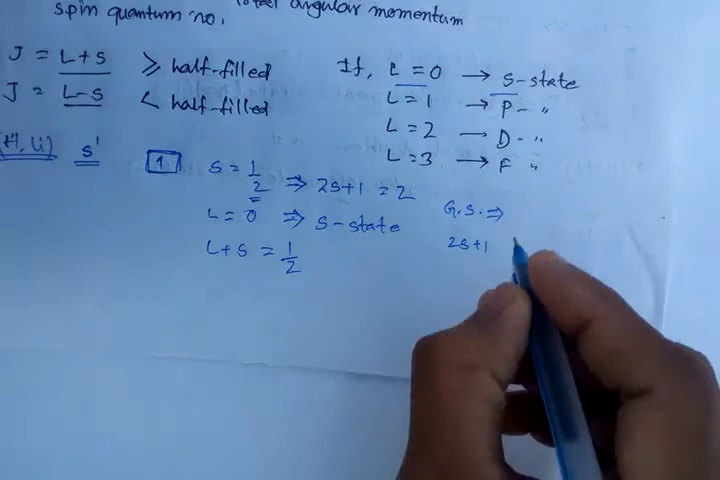 spin quantum no. Total angular momentum
J = L+S ≥ half-filled
J = L-S < half-filled
If, L = 0 → S-state
L = 1 → P- "
L = 2 → D- "
L = 3 → F "
(H, Li) s¹
1 S = 1/2 ⇒ 2S+1 = 2
L = 0 ⇒ S-state
L+S = 1/2
G.S. ⇒
2S+1